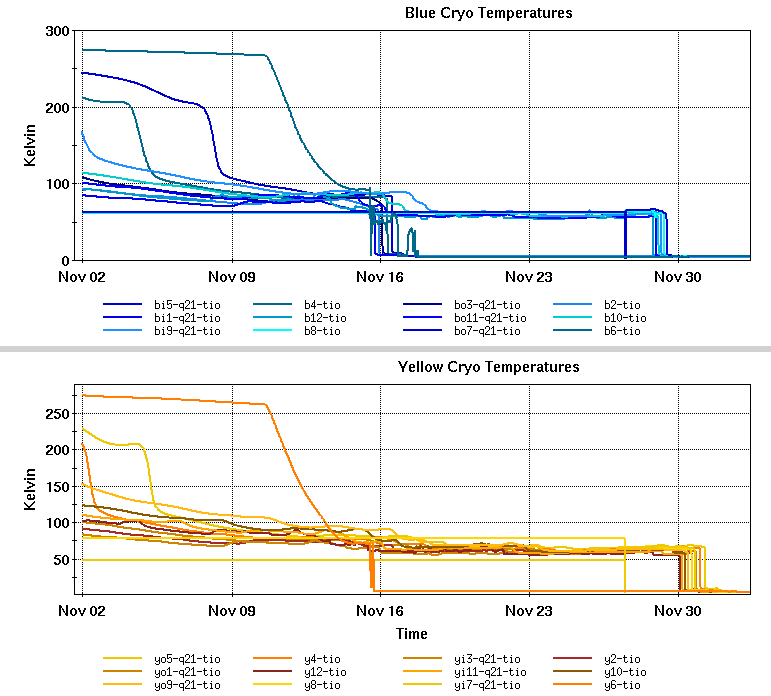 Blue Cryo Temperatures
300
200
100
0
Kelvin
Nov 02 Nov 09 Nov 16 Nov 23 Nov 30
bi5-q21-tio b4-tio bo3-q21-tio b2-tio
bi1-q21-tio b12-tio bo11-q21-tio b10-tio
bi9-q21-tio b8-tio bo7-q21-tio b6-tio
Yellow Cryo Temperatures
250
200
150
100
50
Kelvin
Nov 02 Nov 09 Nov 16 Nov 23 Nov 30
Time
yo5-q21-tio y4-tio yi3-q21-tio y2-tio
yo1-q21-tio y12-tio yi11-q21-tio y10-tio
yo9-q21-tio y8-tio yi7-q21-tio y6-tio